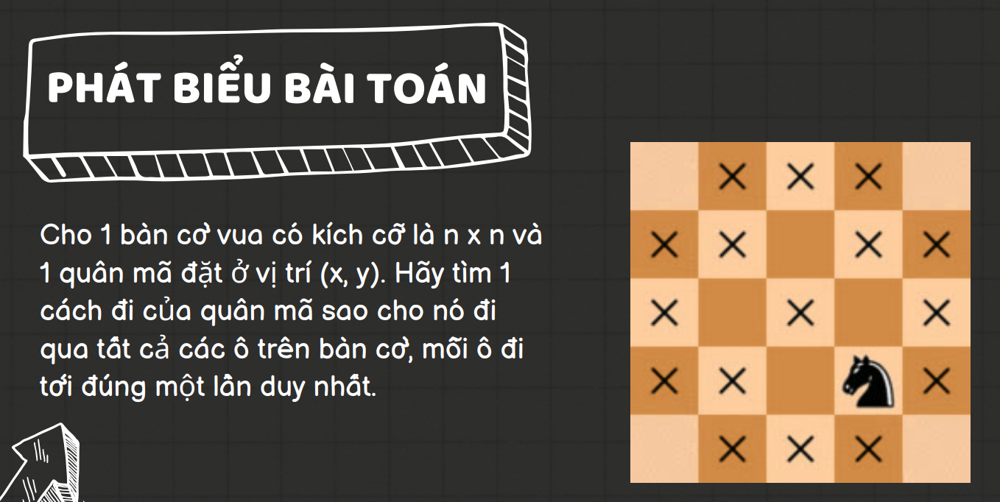 PHÁT BIỂU BÀI TOÁN
Cho 1 bàn cờ vua có kích cỡ là n x n và
1 quân mã đặt ở vị trí (x, y). Hãy tìm 1
cách đi của quân mã sao cho nó đi
qua tất cả các ô trên bàn cờ, mỗi ô đi
tới đúng một lần duy nhất.